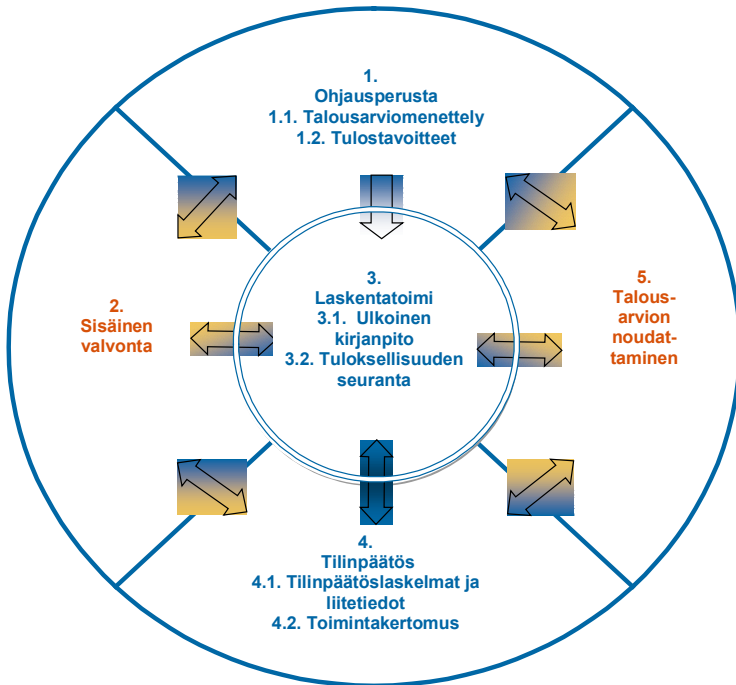 1.
Ohjausperusta
1.1. Talousarviomenettely
1.2. Tulostavoitteet
2.
Sisäinen
valvonta
3.
Laskentatoimi
3.1. Ulkoinen
kirjanpito
3.2. Tuloksellisuuden
seuranta
5.
Talous-
arvion
noudat-
taminen
4.
Tilinpäätös
4.1. Tilinpäätöslaskelmat ja
liitetiedot
4.2. Toimintakertomus